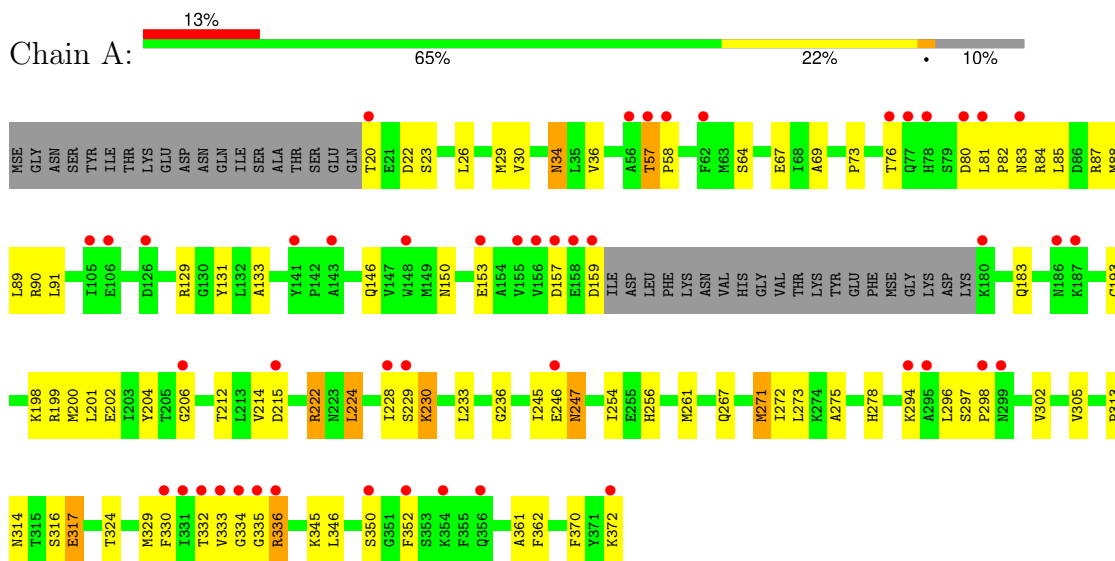 13%
Chain A:
65% 22% • 10%
MSE GLY ASN SER TYR ILE THR LYS GLU ASP ASN GLN ILE SER ALA THR SER GLU GLN T20 E21 D22 S23 L26 M29 V30 N34 L35 V36 A56 T57 P58 F62 M63 S64 E67 I68 A69 P73 T76 Q77 H78 S79 D80 L81 P82 N83 R84 L85 D86 R87 M88
L89 R90 L91 I105 E106 D126 R129 G130 Y131 L132 A133 Y141 P142 A143 Q146 V147 V148 M149 N150 E153 A154 V155 V156 D157 E158 D159 ILE ASP LEU PHE LYS ASN VAL HIS GLY VAL THR LYS TYR GLU PHE MSE GLY LYS ASP LYS K180 Q183 N186 K187
K198 R199 M200 L201 E202 I203 Y204 T205 G206 T212 L213 V214 D215 R222 N223 L224 I228 S229 K230 L233 G236 I245 E246 N247 I254 E255 H256 M261 Q267 M271 I272 L273 K274 A275 H278 K294 A295 L296 S297 P298 N299 V302 V305
N314 T315 S316 E317 T324 M329 F330 I331 T332 V333 G334 G335 R336 K345 L346 S350 G351 F352 S353 K354 F355 Q356 A361 F362 F370 Y371 K372